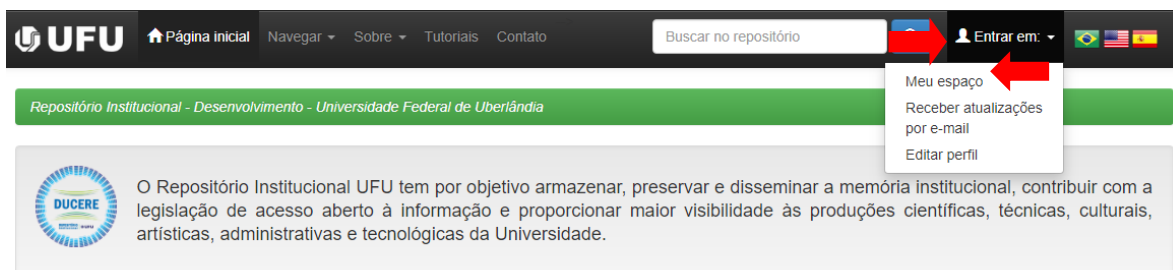 UFU Página inicial Navegar Sobre Tutoriais Contato Buscar no repositório Entrar em:
Meu espaço
Receber atualizações
por e-mail
Editar perfil
Repositório Institucional - Desenvolvimento - Universidade Federal de Uberlândia
DUCERE
O Repositório Institucional UFU tem por objetivo armazenar, preservar e disseminar a memória institucional, contribuir com a
legislação de acesso aberto à informação e proporcionar maior visibilidade às produções científicas, técnicas, culturais,
artísticas, administrativas e tecnológicas da Universidade.